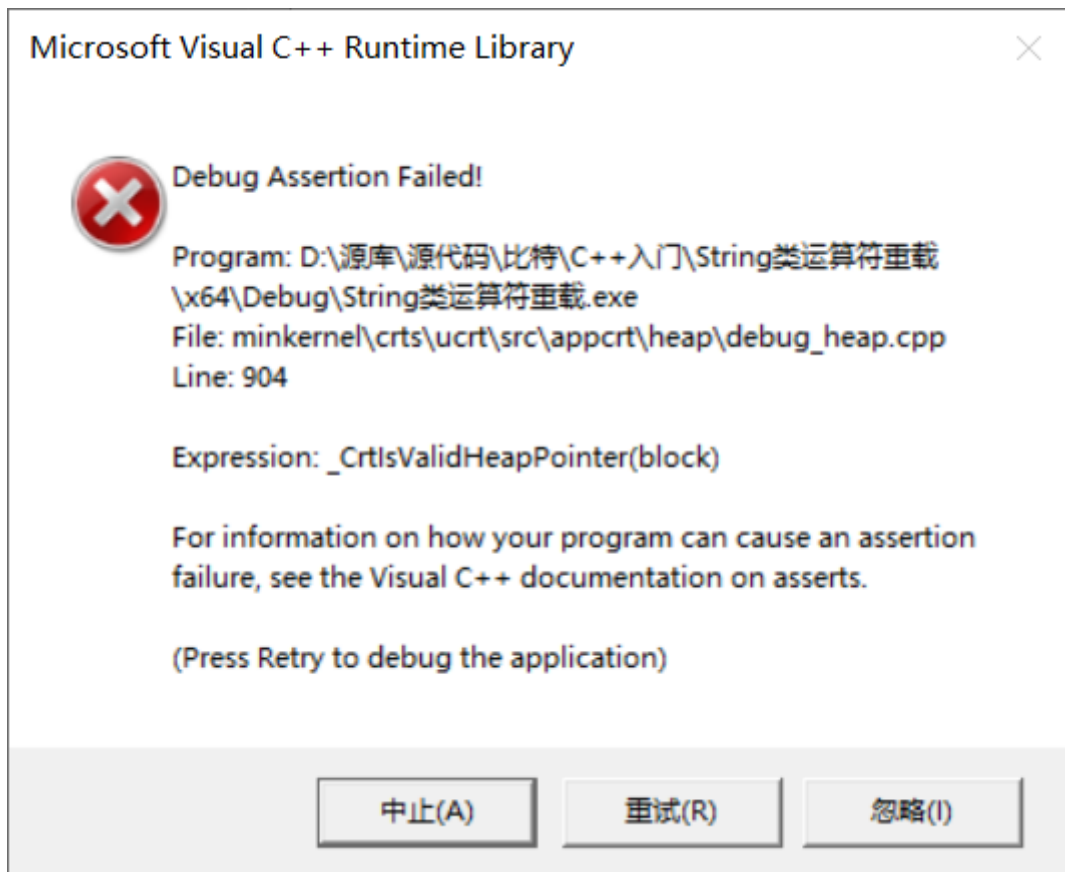 Microsoft Visual C++ Runtime Library
Debug Assertion Failed!
Program: D:\源库\源代码\比特\C++入门\String类运算符重载
\x64\Debug\String类运算符重载.exe
File: minkernel\crts\ucrt\src\appcrt\heap\debug_heap.cpp
Line: 904
Expression: _CrtIsValidHeapPointer(block)
For information on how your program can cause an assertion
failure, see the Visual C++ documentation on asserts.
(Press Retry to debug the application)
中止(A)
重试(R)
忽略(I)